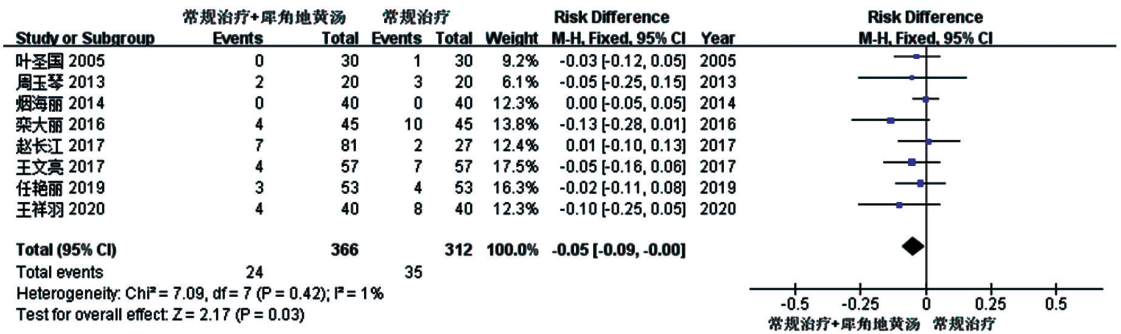 常规治疗+犀角地黄汤 常规治疗 Risk Difference Risk Difference
Study or Subgroup Events Total Events Total Weight M-H, Fixed, 95% CI Year M-H, Fixed, 95% CI
叶圣国 2005 0 30 1 30 9.2% -0.03 [-0.12, 0.05] 2005
周玉琴 2013 2 20 3 20 6.1% -0.05 [-0.25, 0.15] 2013
烟海丽 2014 0 40 0 40 12.3% 0.00 [-0.05, 0.05] 2014
栾大丽 2016 4 45 10 45 13.8% -0.13 [-0.28, 0.01] 2016
赵长江 2017 7 81 2 27 12.5% 0.01 [-0.10, 0.13] 2017
王文亮 2017 4 57 7 57 17.5% -0.05 [-0.16, 0.06] 2017
任艳丽 2019 3 53 4 53 16.3% -0.02 [-0.11, 0.08] 2019
王祥羽 2020 4 40 8 40 12.3% -0.10 [-0.25, 0.05] 2020
Total (95% CI) 366 312 100.0% -0.05 [-0.09, -0.00]
Total events 24 35
Heterogeneity: Chi² = 7.09, df = 7 (P = 0.42); I² = 1%
Test for overall effect: Z = 2.17 (P = 0.03)
-0.5 -0.25 0 0.25 0.5
常规治疗+犀角地黄汤 常规治疗